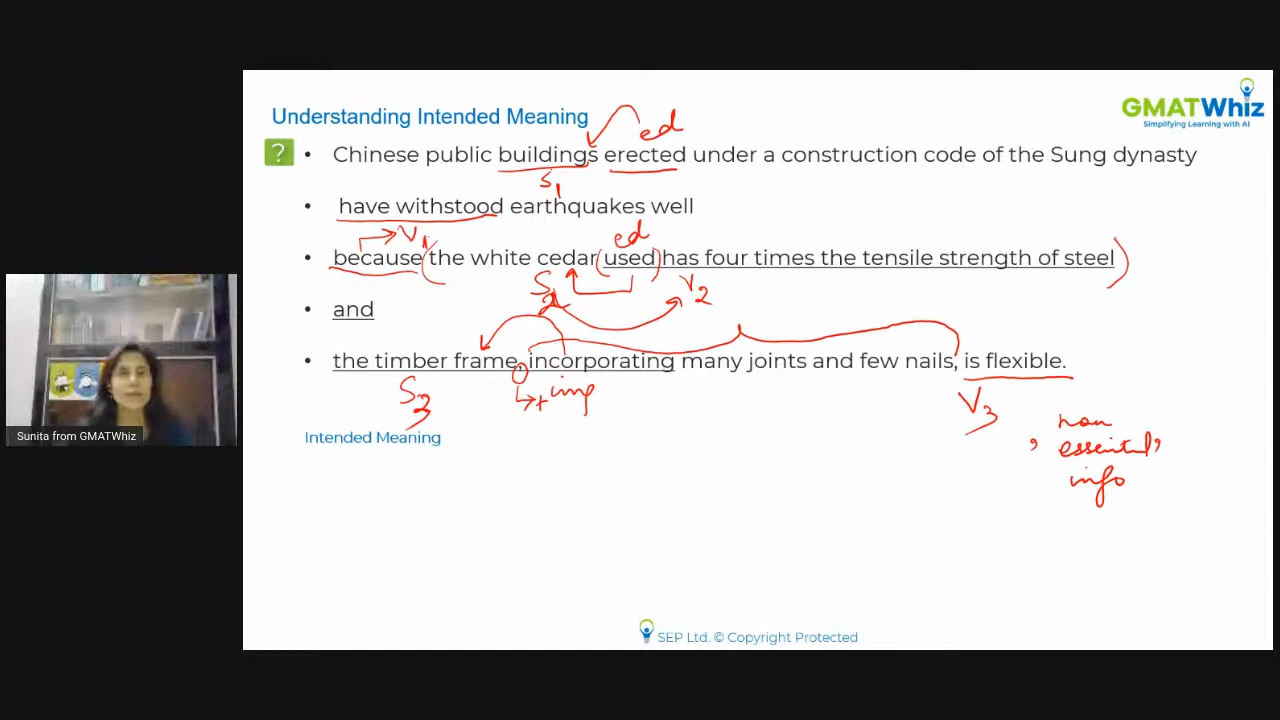 Understanding Intended Meaning
GMATWhiz
Simplifying Learning with AI
ed
? • Chinese public buildings erected under a construction code of the Sung dynasty
S1
• have withstood earthquakes well
V1
ed
• because (the white cedar (used) has four times the tensile strength of steel)
S2
V2
• and
• the timber frame, incorporating many joints and few nails, is flexible.
S3
+ ing
V3
non
, essential,
info
Sunita from GMATWhiz
Intended Meaning
SEP Ltd. © Copyright Protected